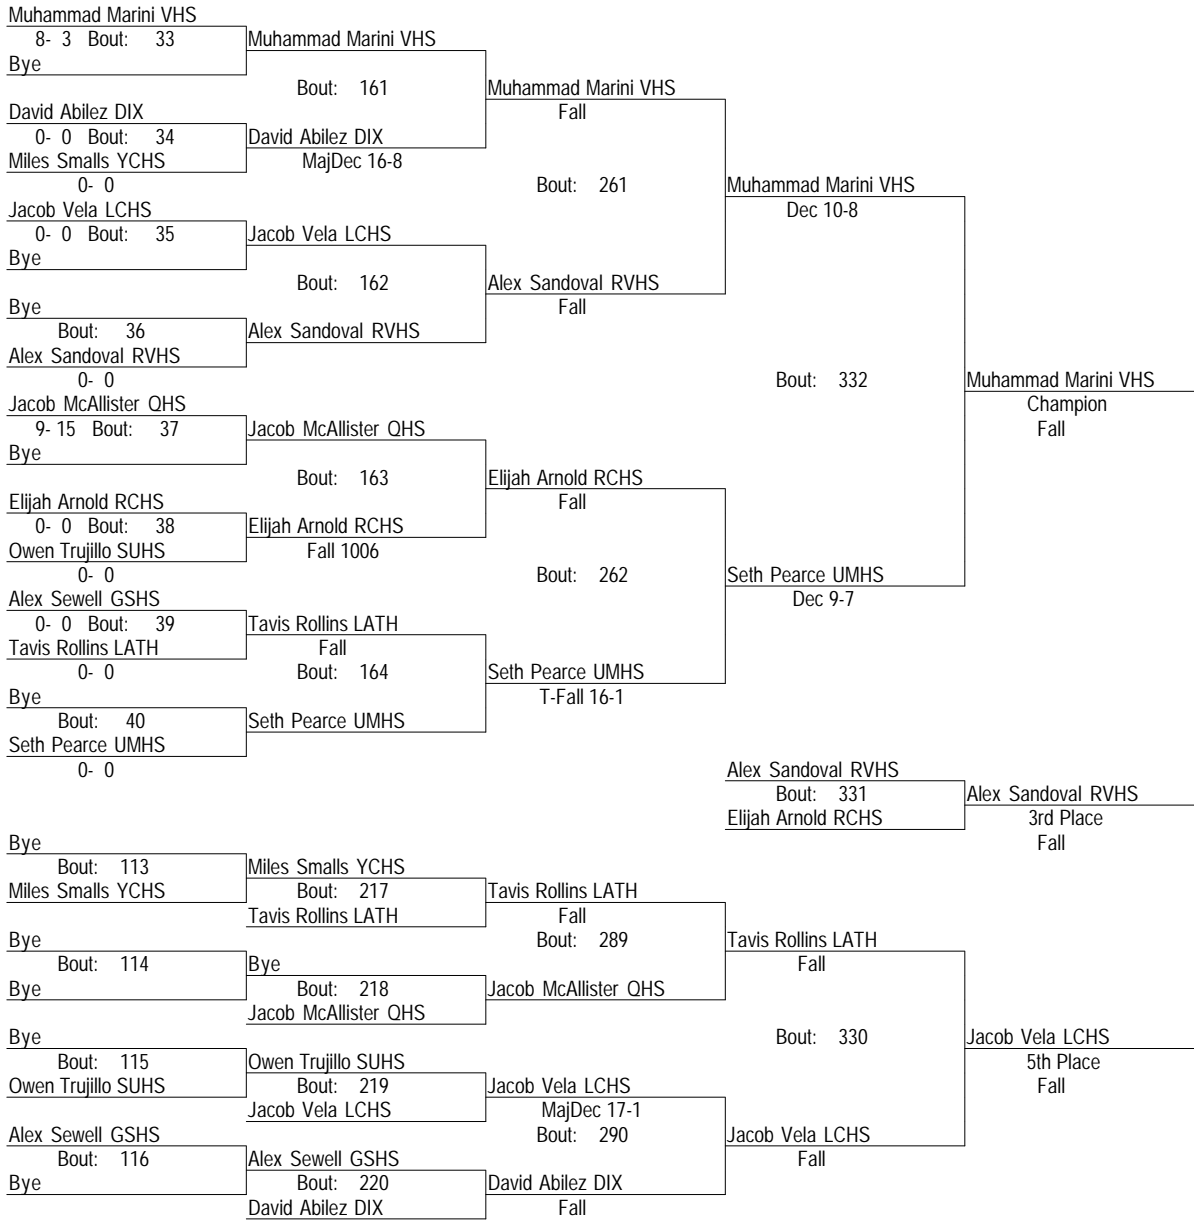 Muhammad Marini VHS
8- 3 Bout: 33
Bye
Muhammad Marini VHS
Bout: 161
David Abilez DIX
0- 0 Bout: 34
Miles Smalls YCHS
0- 0
David Abilez DIX
MajDec 16-8
Muhammad Marini VHS
Fall
Bout: 261
Jacob Vela LCHS
0- 0 Bout: 35
Bye
Jacob Vela LCHS
Bout: 162
Bye
Bout: 36
Alex Sandoval RVHS
0- 0
Alex Sandoval RVHS
Alex Sandoval RVHS
Fall
Muhammad Marini VHS
Dec 10-8
Bout: 332
Muhammad Marini VHS
Champion
Fall
Jacob McAllister QHS
9- 15 Bout: 37
Bye
Jacob McAllister QHS
Bout: 163
Elijah Arnold RCHS
0- 0 Bout: 38
Owen Trujillo SUHS
0- 0
Elijah Arnold RCHS
Fall 1006
Elijah Arnold RCHS
Fall
Bout: 262
Alex Sewell GSHS
0- 0 Bout: 39
Tavis Rollins LATH
0- 0
Tavis Rollins LATH
Fall
Bout: 164
Bye
Bout: 40
Seth Pearce UMHS
0- 0
Seth Pearce UMHS
Seth Pearce UMHS
T-Fall 16-1
Seth Pearce UMHS
Dec 9-7
Alex Sandoval RVHS
Bout: 331
Elijah Arnold RCHS
Alex Sandoval RVHS
3rd Place
Fall
Bye
Bout: 113
Miles Smalls YCHS
Miles Smalls YCHS
Bout: 217
Tavis Rollins LATH
Tavis Rollins LATH
Fall
Bout: 289
Bye
Bout: 114
Bye
Bye
Bout: 218
Jacob McAllister QHS
Jacob McAllister QHS
Tavis Rollins LATH
Fall
Bout: 330
Jacob Vela LCHS
5th Place
Fall
Bye
Bout: 115
Owen Trujillo SUHS
Owen Trujillo SUHS
Bout: 219
Jacob Vela LCHS
Jacob Vela LCHS
MajDec 17-1
Bout: 290
Alex Sewell GSHS
Bout: 116
Bye
Alex Sewell GSHS
Bout: 220
David Abilez DIX
David Abilez DIX
Fall
Jacob Vela LCHS
Fall